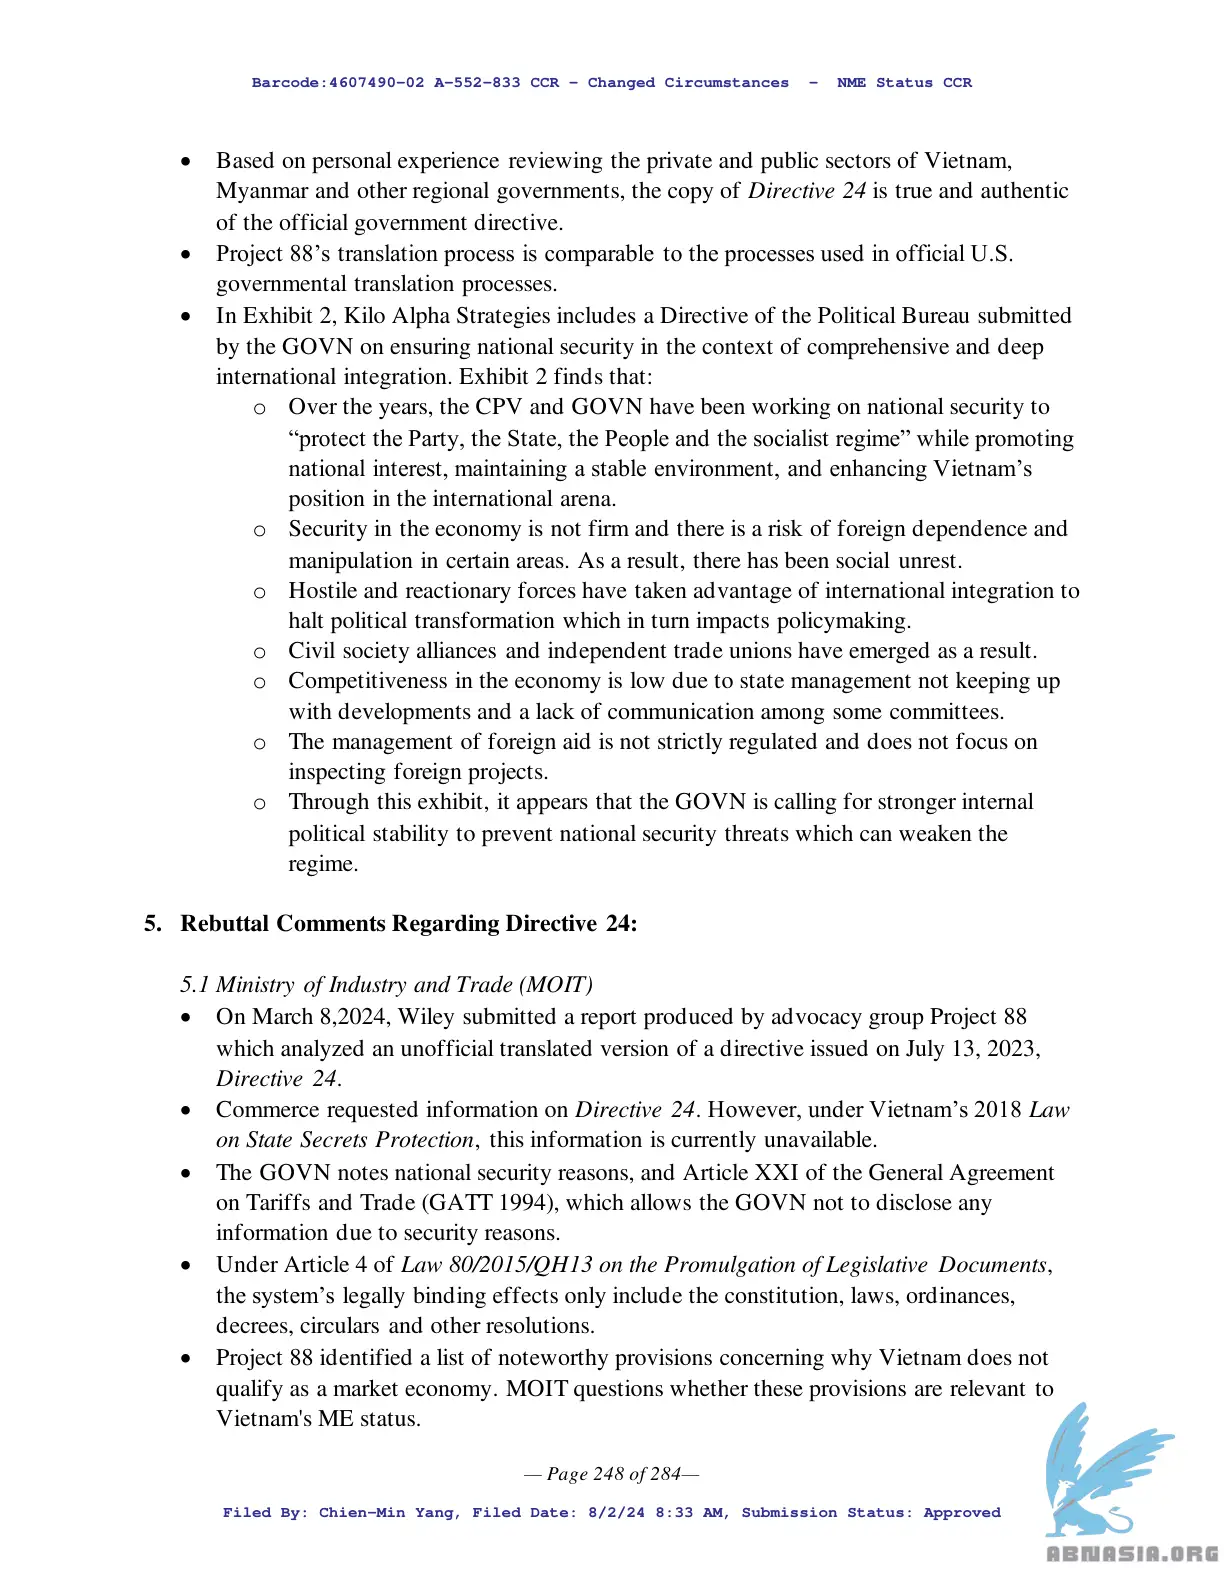 Barcode:4607490-02 A-552-833 CCR - Changed Circumstances - NME Status CCR
• Based on personal experience reviewing the private and public sectors of Vietnam,
Myanmar and other regional governments, the copy of Directive 24 is true and authentic
of the official government directive.
• Project 88’s translation process is comparable to the processes used in official U.S.
governmental translation processes.
• In Exhibit 2, Kilo Alpha Strategies includes a Directive of the Political Bureau submitted
by the GOVN on ensuring national security in the context of comprehensive and deep
international integration. Exhibit 2 finds that:
o Over the years, the CPV and GOVN have been working on national security to
“protect the Party, the State, the People and the socialist regime” while promoting
national interest, maintaining a stable environment, and enhancing Vietnam’s
position in the international arena.
o Security in the economy is not firm and there is a risk of foreign dependence and
manipulation in certain areas. As a result, there has been social unrest.
o Hostile and reactionary forces have taken advantage of international integration to
halt political transformation which in turn impacts policymaking.
o Civil society alliances and independent trade unions have emerged as a result.
o Competitiveness in the economy is low due to state management not keeping up
with developments and a lack of communication among some committees.
o The management of foreign aid is not strictly regulated and does not focus on
inspecting foreign projects.
o Through this exhibit, it appears that the GOVN is calling for stronger internal
political stability to prevent national security threats which can weaken the
regime.
5. Rebuttal Comments Regarding Directive 24:
5.1 Ministry of Industry and Trade (MOIT)
• On March 8,2024, Wiley submitted a report produced by advocacy group Project 88
which analyzed an unofficial translated version of a directive issued on July 13, 2023,
Directive 24.
• Commerce requested information on Directive 24. However, under Vietnam’s 2018 Law
on State Secrets Protection, this information is currently unavailable.
• The GOVN notes national security reasons, and Article XXI of the General Agreement
on Tariffs and Trade (GATT 1994), which allows the GOVN not to disclose any
information due to security reasons.
• Under Article 4 of Law 80/2015/QH13 on the Promulgation of Legislative Documents,
the system’s legally binding effects only include the constitution, laws, ordinances,
decrees, circulars and other resolutions.
• Project 88 identified a list of noteworthy provisions concerning why Vietnam does not
qualify as a market economy. MOIT questions whether these provisions are relevant to
Vietnam's ME status.
— Page 248 of 284—
Filed By: Chien-Min Yang, Filed Date: 8/2/24 8:33 AM, Submission Status: Approved
ABNASIA.ORG